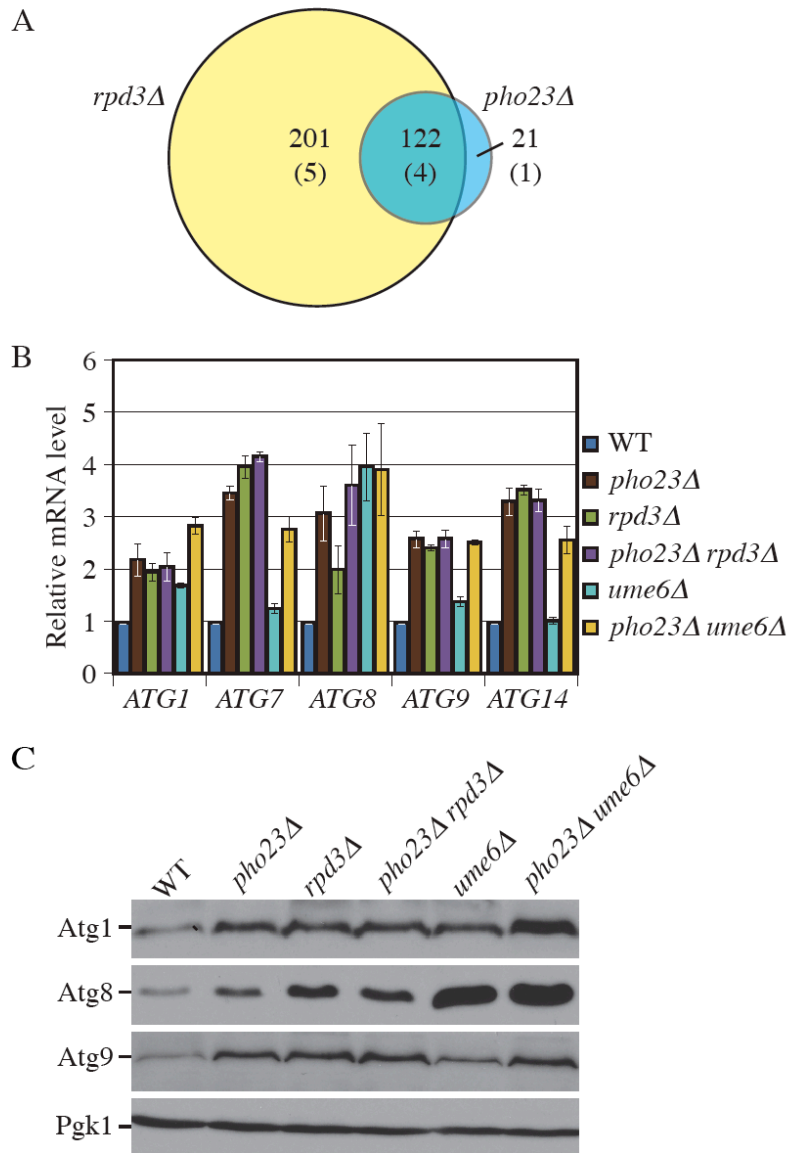 A
rpd3Δ
pho23Δ
201
(5)
122
(4)
21
(1)
B
Relative mRNA level
6
5
4
3
2
1
0
ATG1 ATG7 ATG8 ATG9 ATG14
WT
pho23Δ
rpd3Δ
pho23Δ rpd3Δ
ume6Δ
pho23Δ ume6Δ
C
WT
pho23Δ
rpd3Δ
pho23Δ rpd3Δ
ume6Δ
pho23Δ ume6Δ
Atg1
Atg8
Atg9
Pgk1